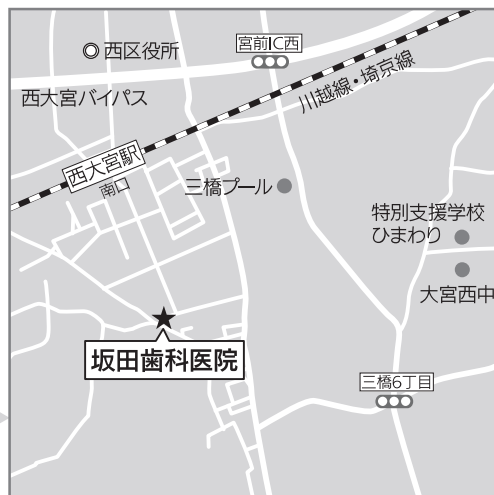 ◎西区役所
宮前IC西
西大宮バイパス
川越線・埼京線
西大宮駅
南口
三橋プール
特別支援学校
ひまわり
大宮西中
坂田歯科医院
三橋6丁目